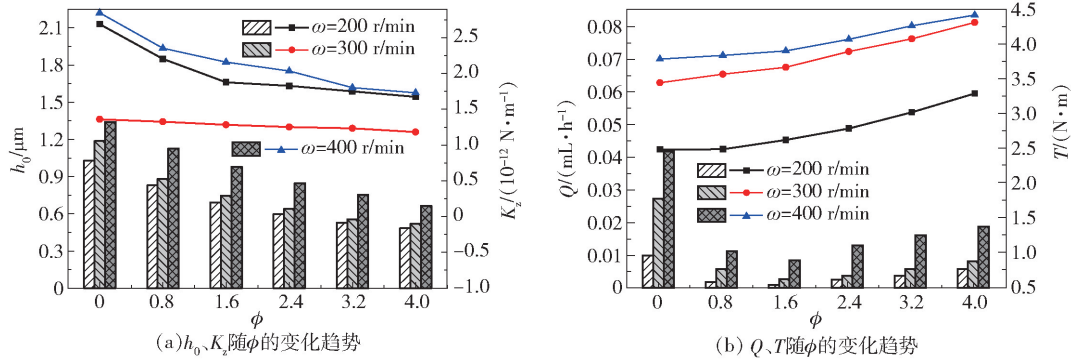 2.1
1.8
1.5
1.2
0.9
0.6
0.3
0
h₀/μm
ω=200 r/min
ω=300 r/min
ω=400 r/min
2.5
2.0
1.5
1.0
0.5
0
−0.5
−1.0
K_z/(10⁻¹² N·m⁻¹)
0 0.8 1.6 2.4 3.2 4.0
ϕ
(a)h₀、K_z随ϕ的变化趋势
0.08
0.07
0.06
0.05
0.04
0.03
0.02
0.01
0
Q/(mL·h⁻¹)
ω=200 r/min
ω=300 r/min
ω=400 r/min
4.5
4.0
3.5
3.0
2.5
2.0
1.5
1.0
0.5
T/(N·m)
0 0.8 1.6 2.4 3.2 4.0
ϕ
(b) Q、T随ϕ的变化趋势